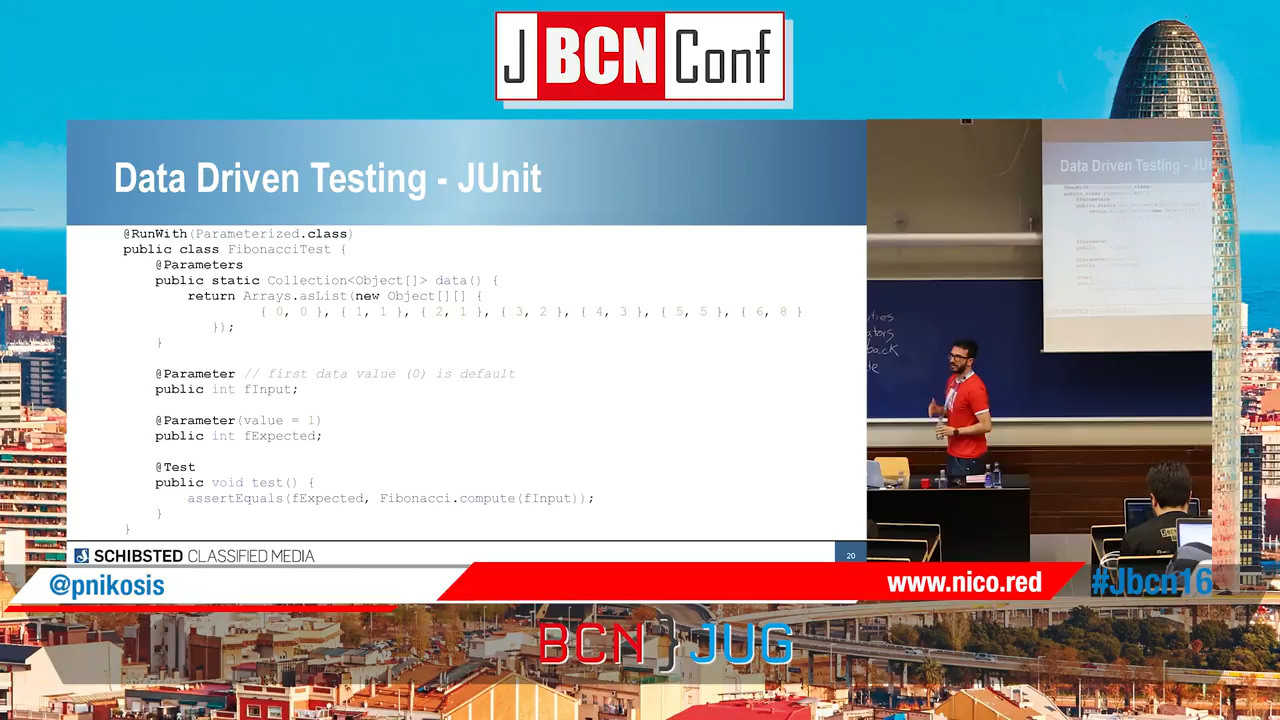 J BCN Conf
Data Driven Testing - JUnit
@RunWith(Parameterized.class)
public class FibonacciTest {
@Parameters
public static Collection<Object[]> data() {
return Arrays.asList(new Object[][] {
{ 0, 0 }, { 1, 1 }, { 2, 1 }, { 3, 2 }, { 4, 3 }, { 5, 5 }, { 6, 8 }
});
}
@Parameter // first data value (0) is default
public int fInput;
@Parameter(value = 1)
public int fExpected;
@Test
public void test() {
assertEquals(fExpected, Fibonacci.compute(fInput));
}
}
SCHIBSTED CLASSIFIED MEDIA
20
Data Driven Testing - JU
@pnikosis
www.nico.red
#Jbcn16
BCN JUG